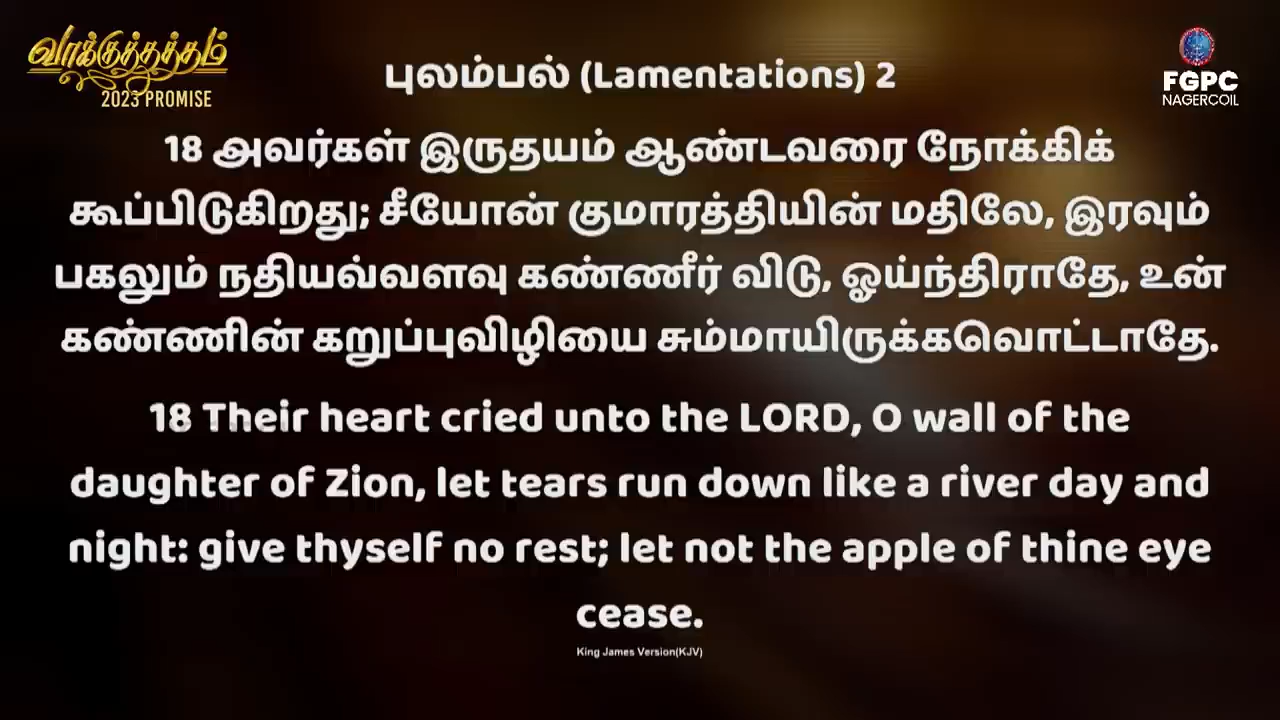 வாக்குத்தத்தம்
2023 PROMISE
FGPC
NAGERCOIL
புலம்பல் (Lamentations) 2
18 அவர்கள் இருதயம் ஆண்டவரை நோக்கிக்
கூப்பிடுகிறது; சீயோன் குமாரத்தியின் மதிலே, இரவும்
பகலும் நதியவ்வளவு கண்ணீர் விடு, ஓய்ந்திராதே, உன்
கண்ணின் கறுப்புவிழியை சும்மாயிருக்கவொட்டாதே.
18 Their heart cried unto the LORD, O wall of the
daughter of Zion, let tears run down like a river day and
night: give thyself no rest; let not the apple of thine eye
cease.
King James Version(KJV)